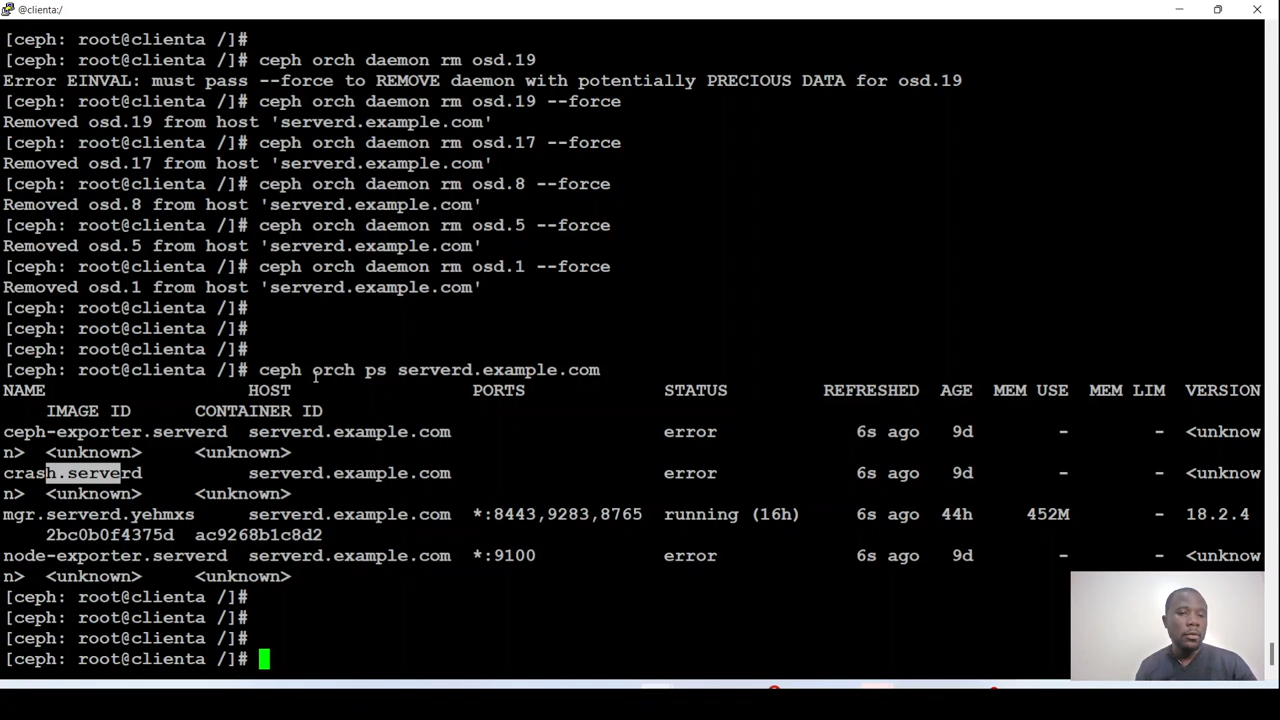 @clienta:/
[ceph: root@clienta /]#
[ceph: root@clienta /]# ceph orch daemon rm osd.19
Error EINVAL: must pass --force to REMOVE daemon with potentially PRECIOUS DATA for osd.19
[ceph: root@clienta /]# ceph orch daemon rm osd.19 --force
Removed osd.19 from host 'serverd.example.com'
[ceph: root@clienta /]# ceph orch daemon rm osd.17 --force
Removed osd.17 from host 'serverd.example.com'
[ceph: root@clienta /]# ceph orch daemon rm osd.8 --force
Removed osd.8 from host 'serverd.example.com'
[ceph: root@clienta /]# ceph orch daemon rm osd.5 --force
Removed osd.5 from host 'serverd.example.com'
[ceph: root@clienta /]# ceph orch daemon rm osd.1 --force
Removed osd.1 from host 'serverd.example.com'
[ceph: root@clienta /]#
[ceph: root@clienta /]#
[ceph: root@clienta /]#
[ceph: root@clienta /]# ceph orch ps serverd.example.com
NAME HOST PORTS STATUS REFRESHED AGE MEM USE MEM LIM VERSION
IMAGE ID CONTAINER ID
ceph-exporter.serverd serverd.example.com error 6s ago 9d - - <unknow
n> <unknown> <unknown>
crash.serverd serverd.example.com error 6s ago 9d - - <unknow
n> <unknown> <unknown>
mgr.serverd.yehmxs serverd.example.com *:8443,9283,8765 running (16h) 6s ago 44h 452M - 18.2.4
2bc0b0f4375d ac9268b1c8d2
node-exporter.serverd serverd.example.com *:9100 error 6s ago 9d - - <unknow
n> <unknown> <unknown>
[ceph: root@clienta /]#
[ceph: root@clienta /]#
[ceph: root@clienta /]#
[ceph: root@clienta /]#